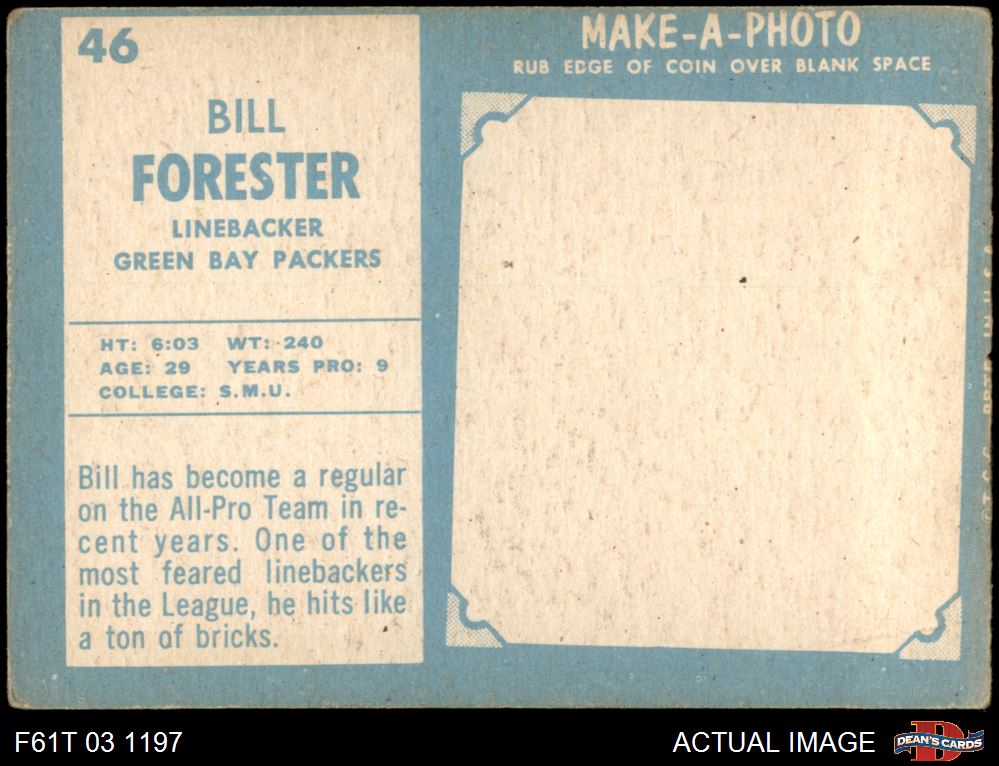 46
BILL
FORESTER
LINEBACKER
GREEN BAY PACKERS
HT: 6:03 WT: 240
AGE: 29 YEARS PRO: 9
COLLEGE: S.M.U.
Bill has become a regular
on the All-Pro Team in re-
cent years. One of the
most feared linebackers
in the League, he hits like
a ton of bricks.
MAKE-A-PHOTO
RUB EDGE OF COIN OVER BLANK SPACE
©T.C.G. PRTD. IN U.S.A.
F61T 03 1197
ACTUAL IMAGE
DEAN'S CARDS